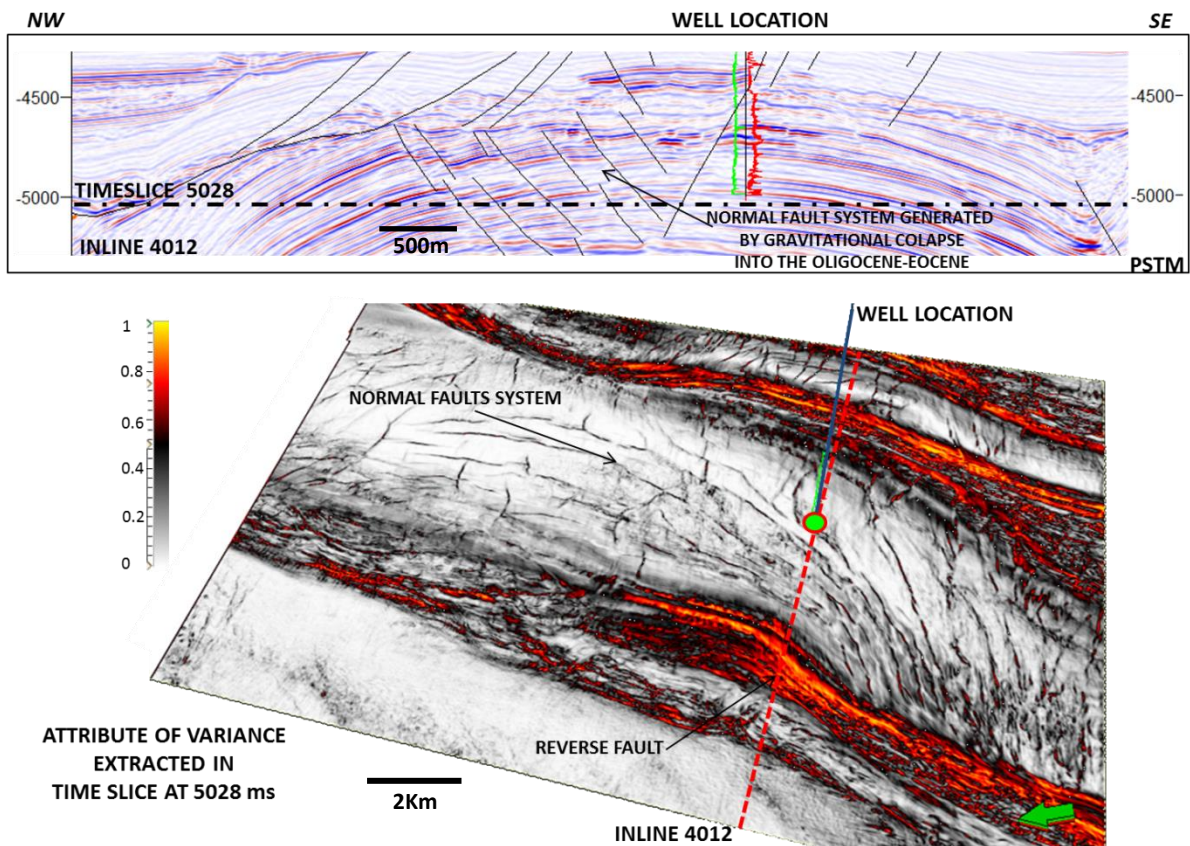 NW
WELL LOCATION
SE
-4500
-4500
-5000
-5000
TIMESLICE 5028
500m
INLINE 4012
NORMAL FAULT SYSTEM GENERATED
BY GRAVITATIONAL COLAPSE
INTO THE OLIGOCENE-EOCENE
PSTM
WELL LOCATION
1
0.8
0.6
0.4
0.2
0
NORMAL FAULTS SYSTEM
REVERSE FAULT
ATTRIBUTE OF VARIANCE
EXTRACTED IN
TIME SLICE AT 5028 ms
2Km
INLINE 4012